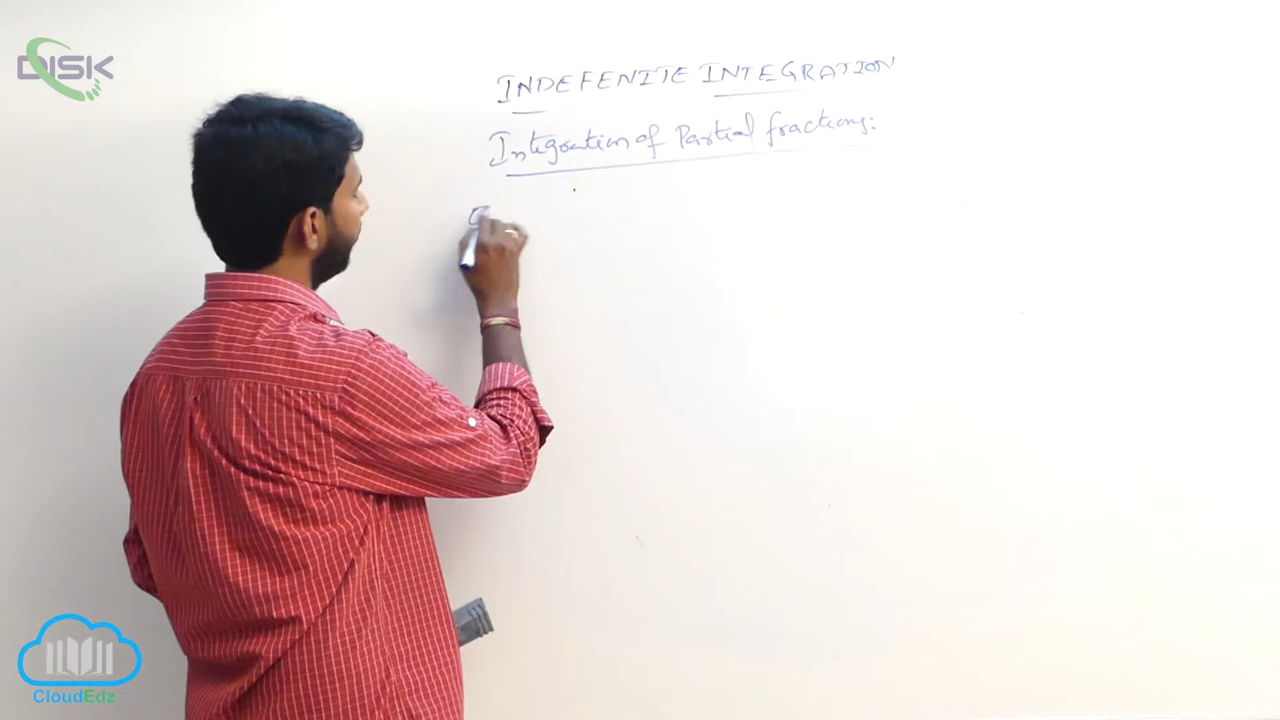 DISK
INDEFENITE INTEGRATION
Integration of Partial fractions:
CloudEdz